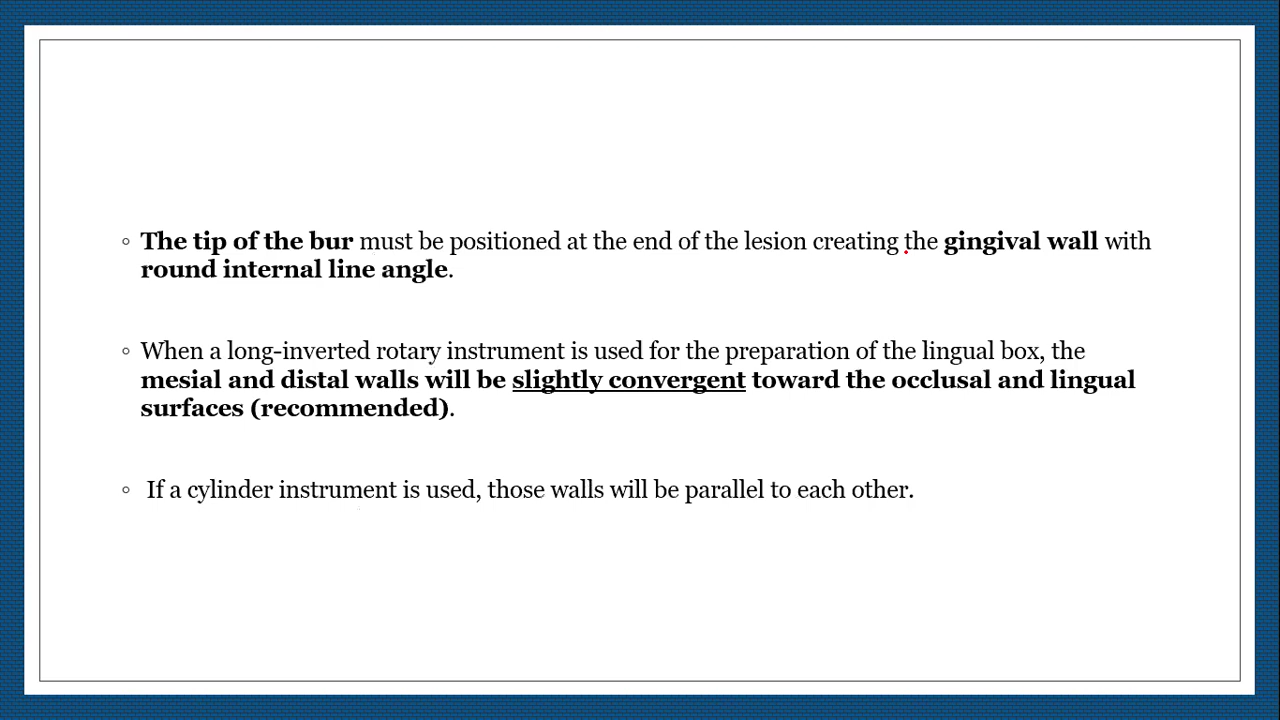 ◦ The tip of the bur must be positioned at the end of the lesion creating the gingival wall with
round internal line angle.
◦ When a long-inverted rotary instrument is used for the preparation of the lingual box, the
mesial and distal walls will be slightly convergent toward the occlusal and lingual
surfaces (recommended).
◦ If a cylinder instrument is used, those walls will be parallel to each other.